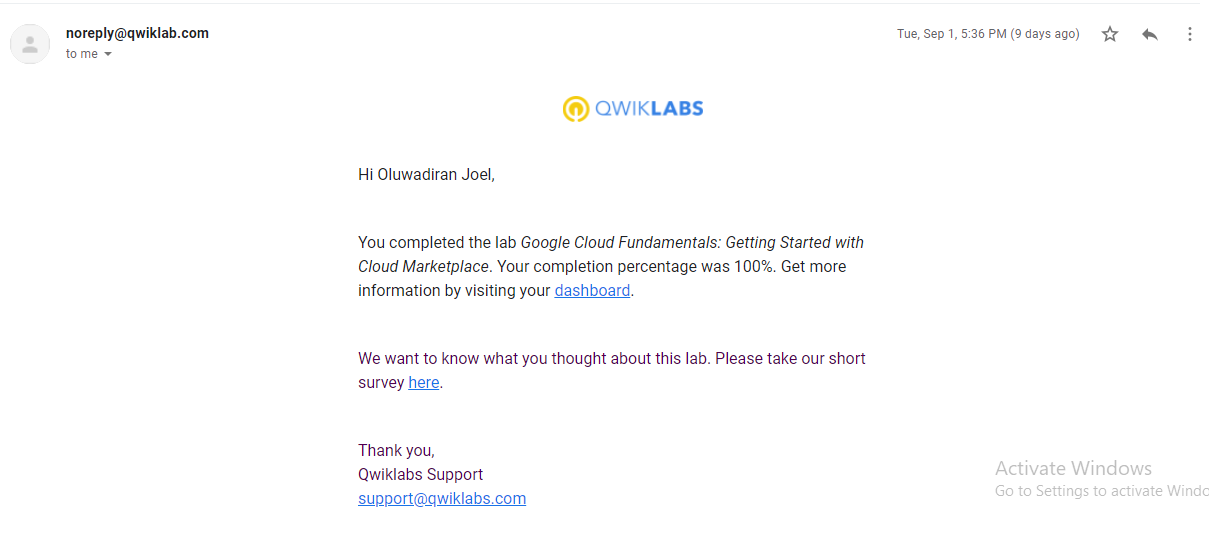 noreply@qwiklab.com
Tue, Sep 1, 5:36 PM (9 days ago)
to me
QWIKLABS
Hi Oluwadiran Joel,
You completed the lab Google Cloud Fundamentals: Getting Started with
Cloud Marketplace. Your completion percentage was 100%. Get more
information by visiting your dashboard.
We want to know what you thought about this lab. Please take our short
survey here.
Thank you,
Qwiklabs Support
support@qwiklabs.com
Activate Windows
Go to Settings to activate Windo